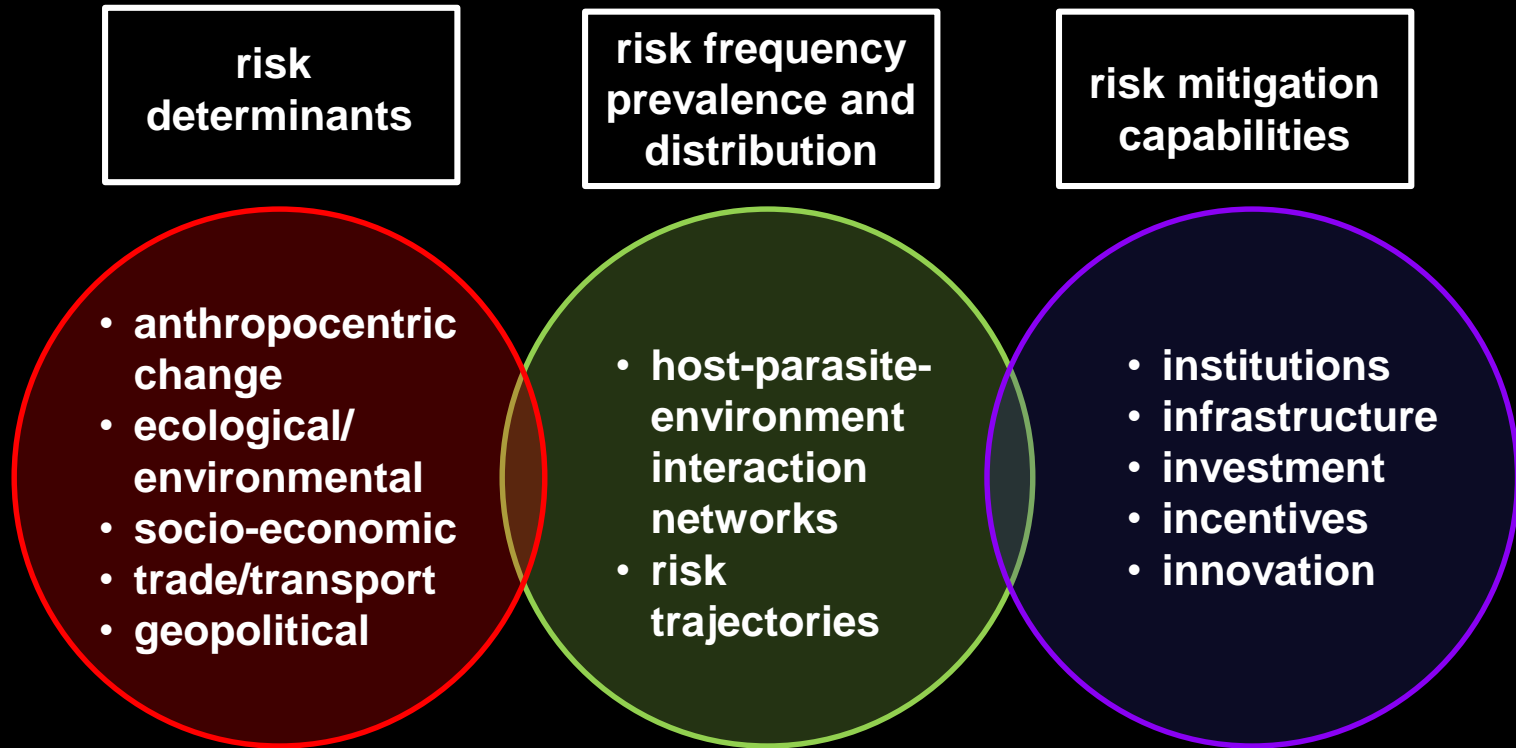 risk
determinants
risk frequency
prevalence and
distribution
risk mitigation
capabilities
• anthropocentric
change
• ecological/
environmental
• socio-economic
• trade/transport
• geopolitical
• host-parasite-
environment
interaction
networks
• risk
trajectories
• institutions
• infrastructure
• investment
• incentives
• innovation